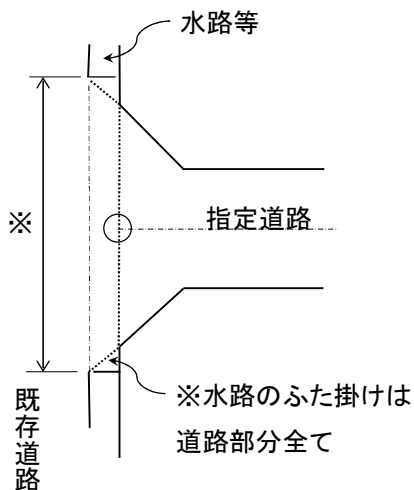 水路等
指定道路
※
※水路のふた掛けは
道路部分全て
既存道路